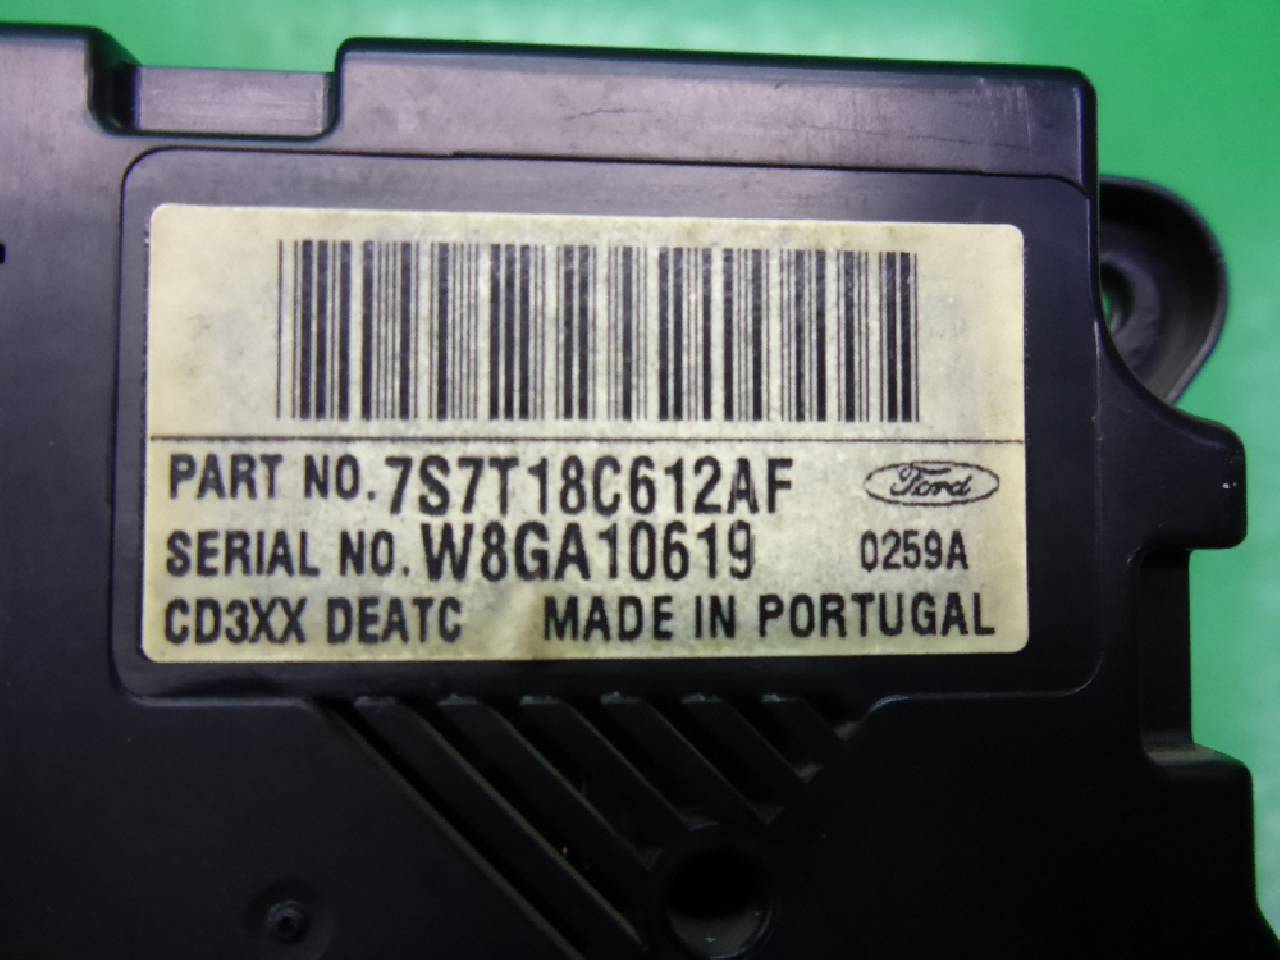 PART NO. 7S7T18C612AF Ford
SERIAL NO. W8GA10619 0259A
CD3XX DEATC MADE IN PORTUGAL